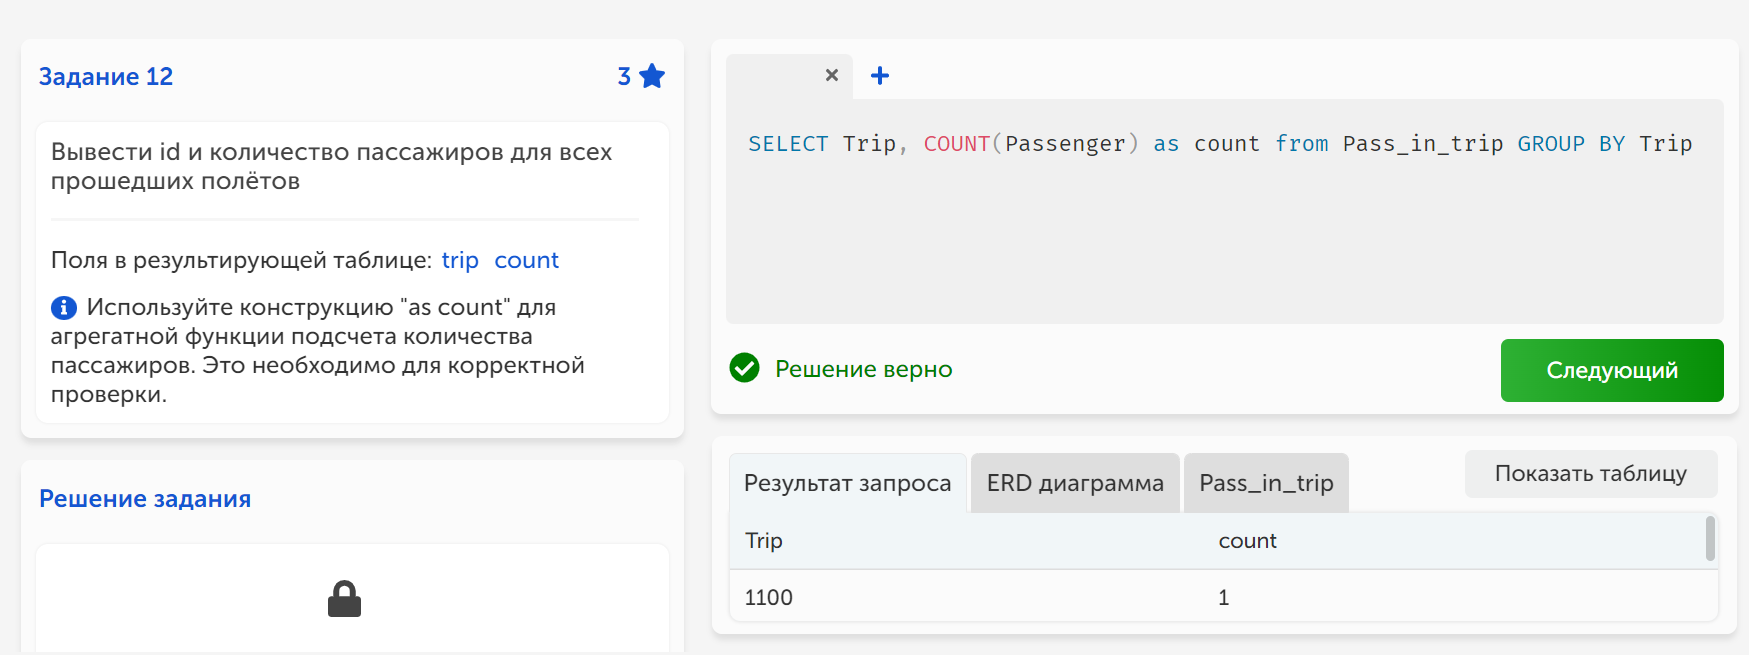 Задание 12
3
Вывести id и количество пассажиров для всех
прошедших полётов
Поля в результирующей таблице: trip count
Используйте конструкцию "as count" для
агрегатной функции подсчета количества
пассажиров. Это необходимо для корректной
проверки.
Решение задания
SELECT Trip, COUNT(Passenger) as count from Pass_in_trip GROUP BY Trip
Решение верно
Следующий
Результат запроса
ERD диаграмма
Pass_in_trip
Показать таблицу
Trip count
1100 1